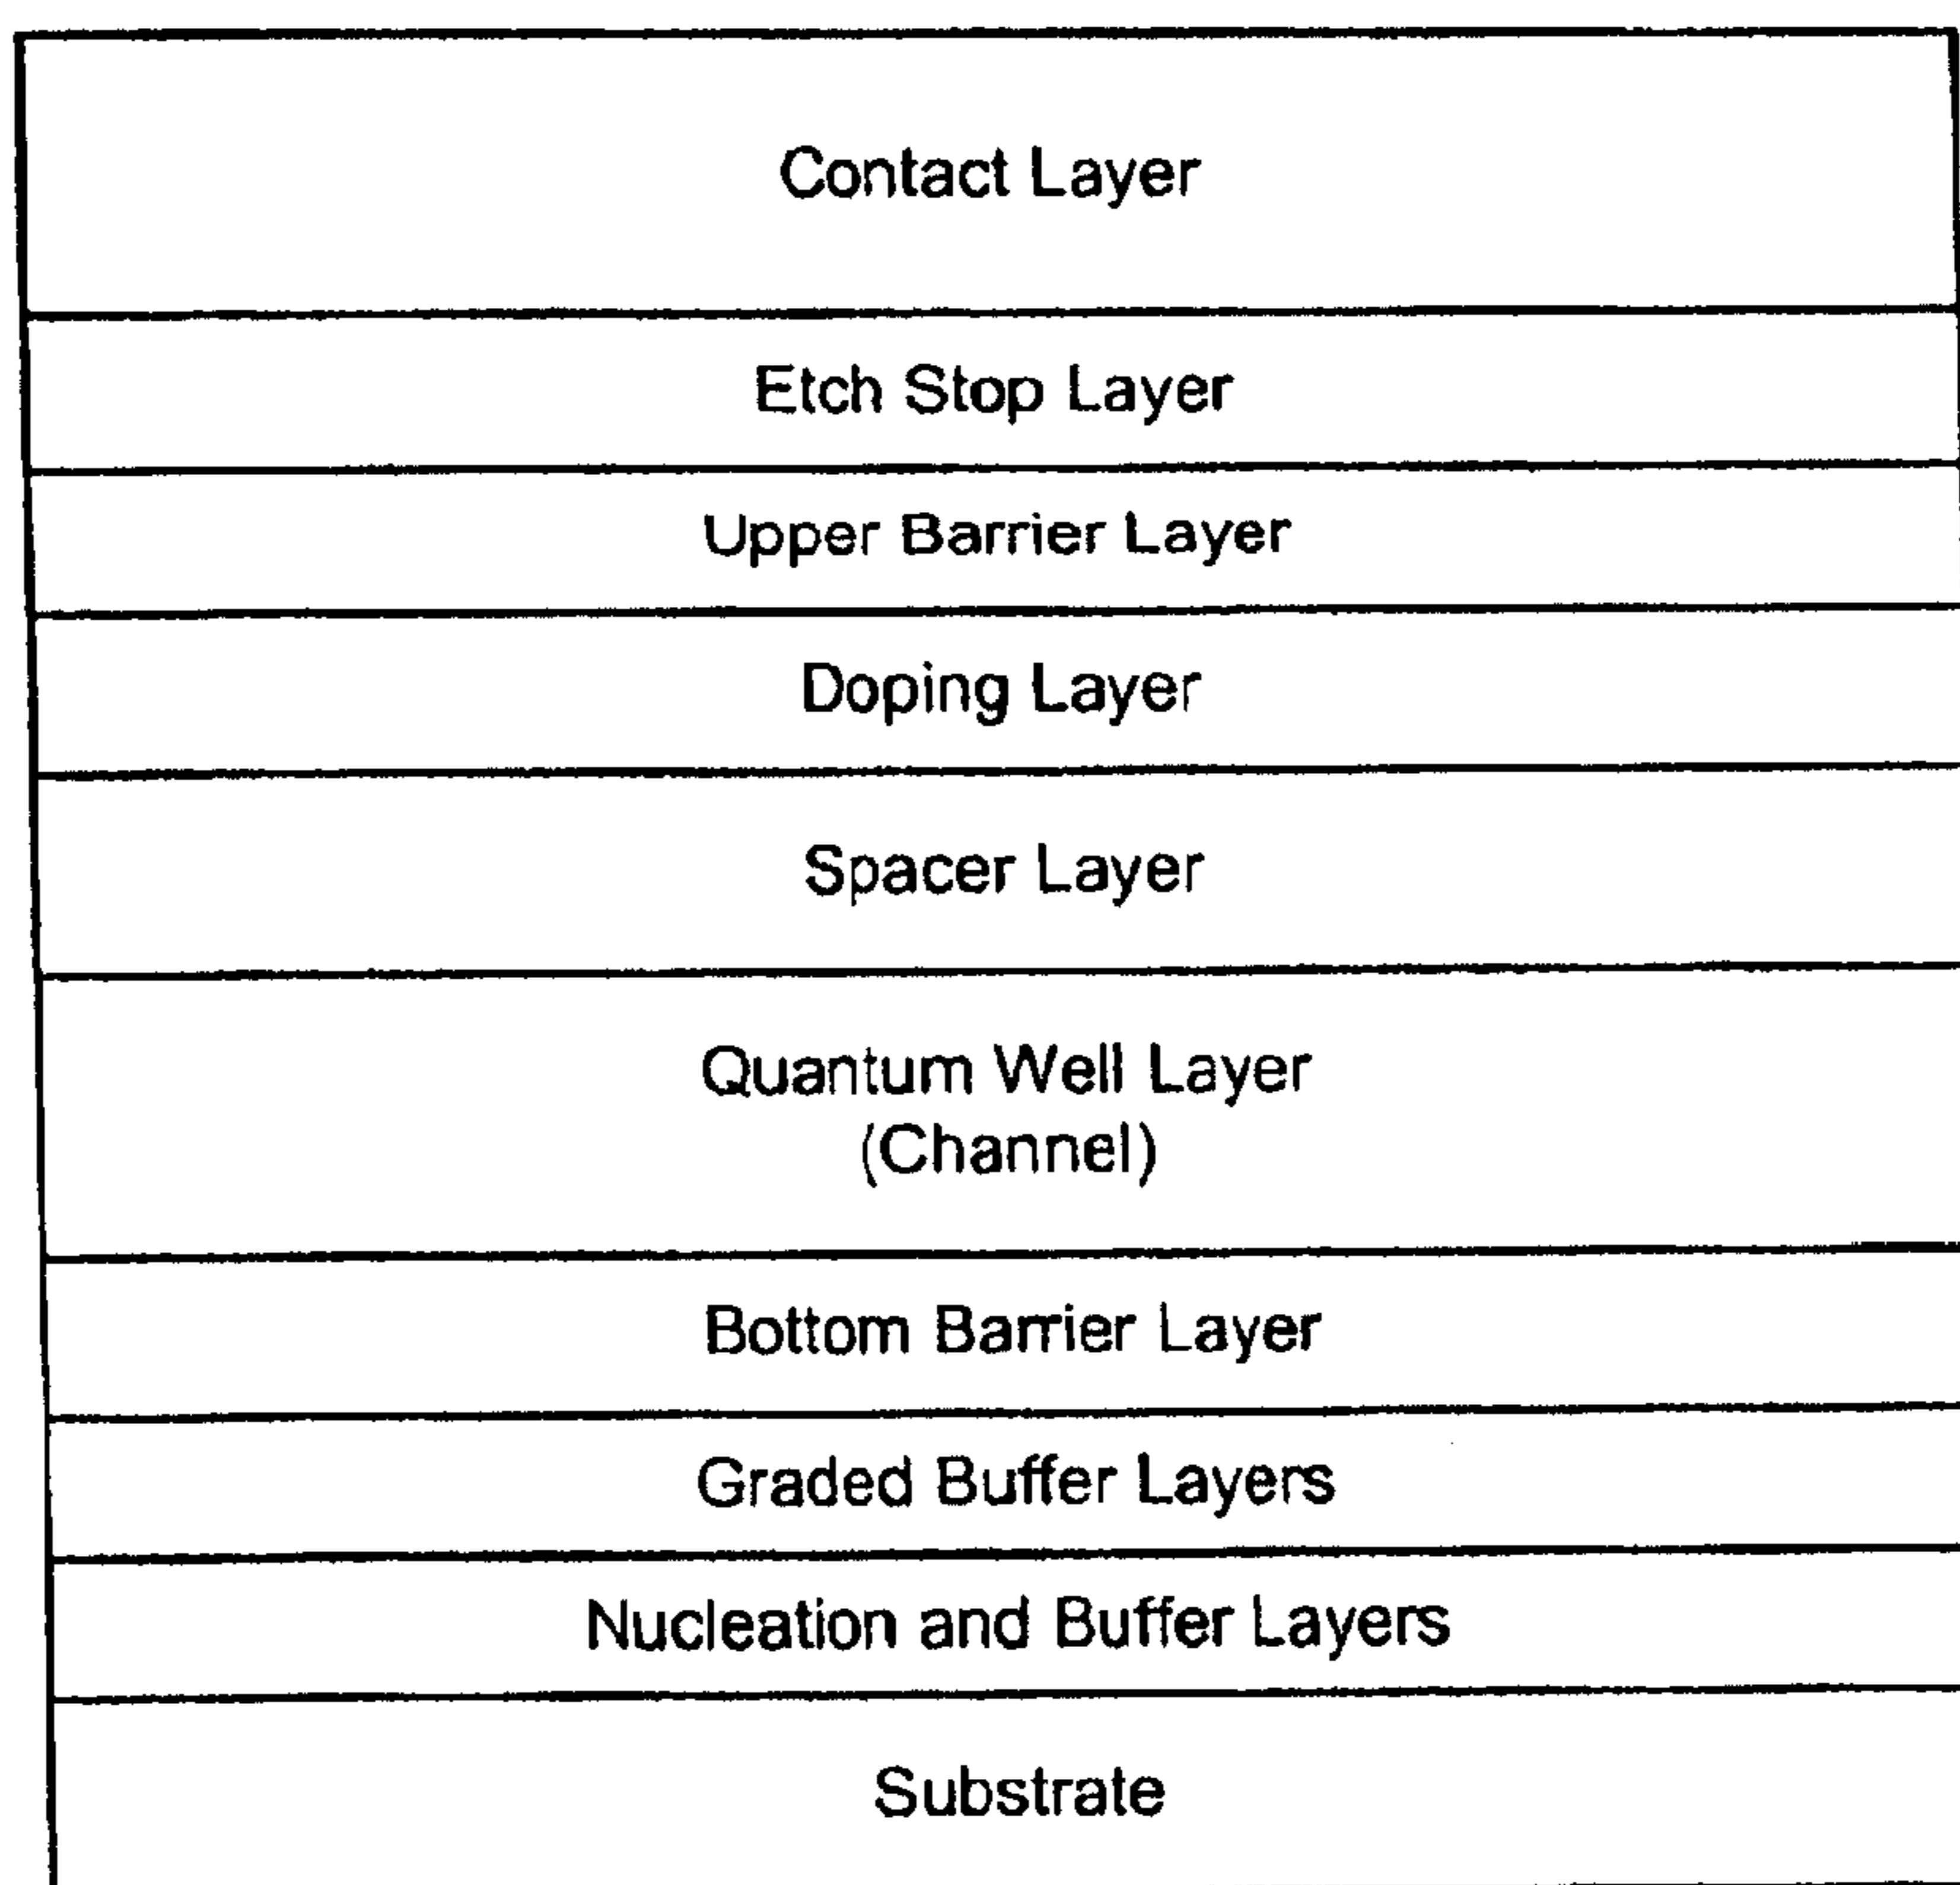 Contact Layer
Etch Stop Layer
Upper Barrier Layer
Doping Layer
Spacer Layer
Quantum Well Layer
(Channel)
Bottom Barrier Layer
Graded Buffer Layers
Nucleation and Buffer Layers
Substrate